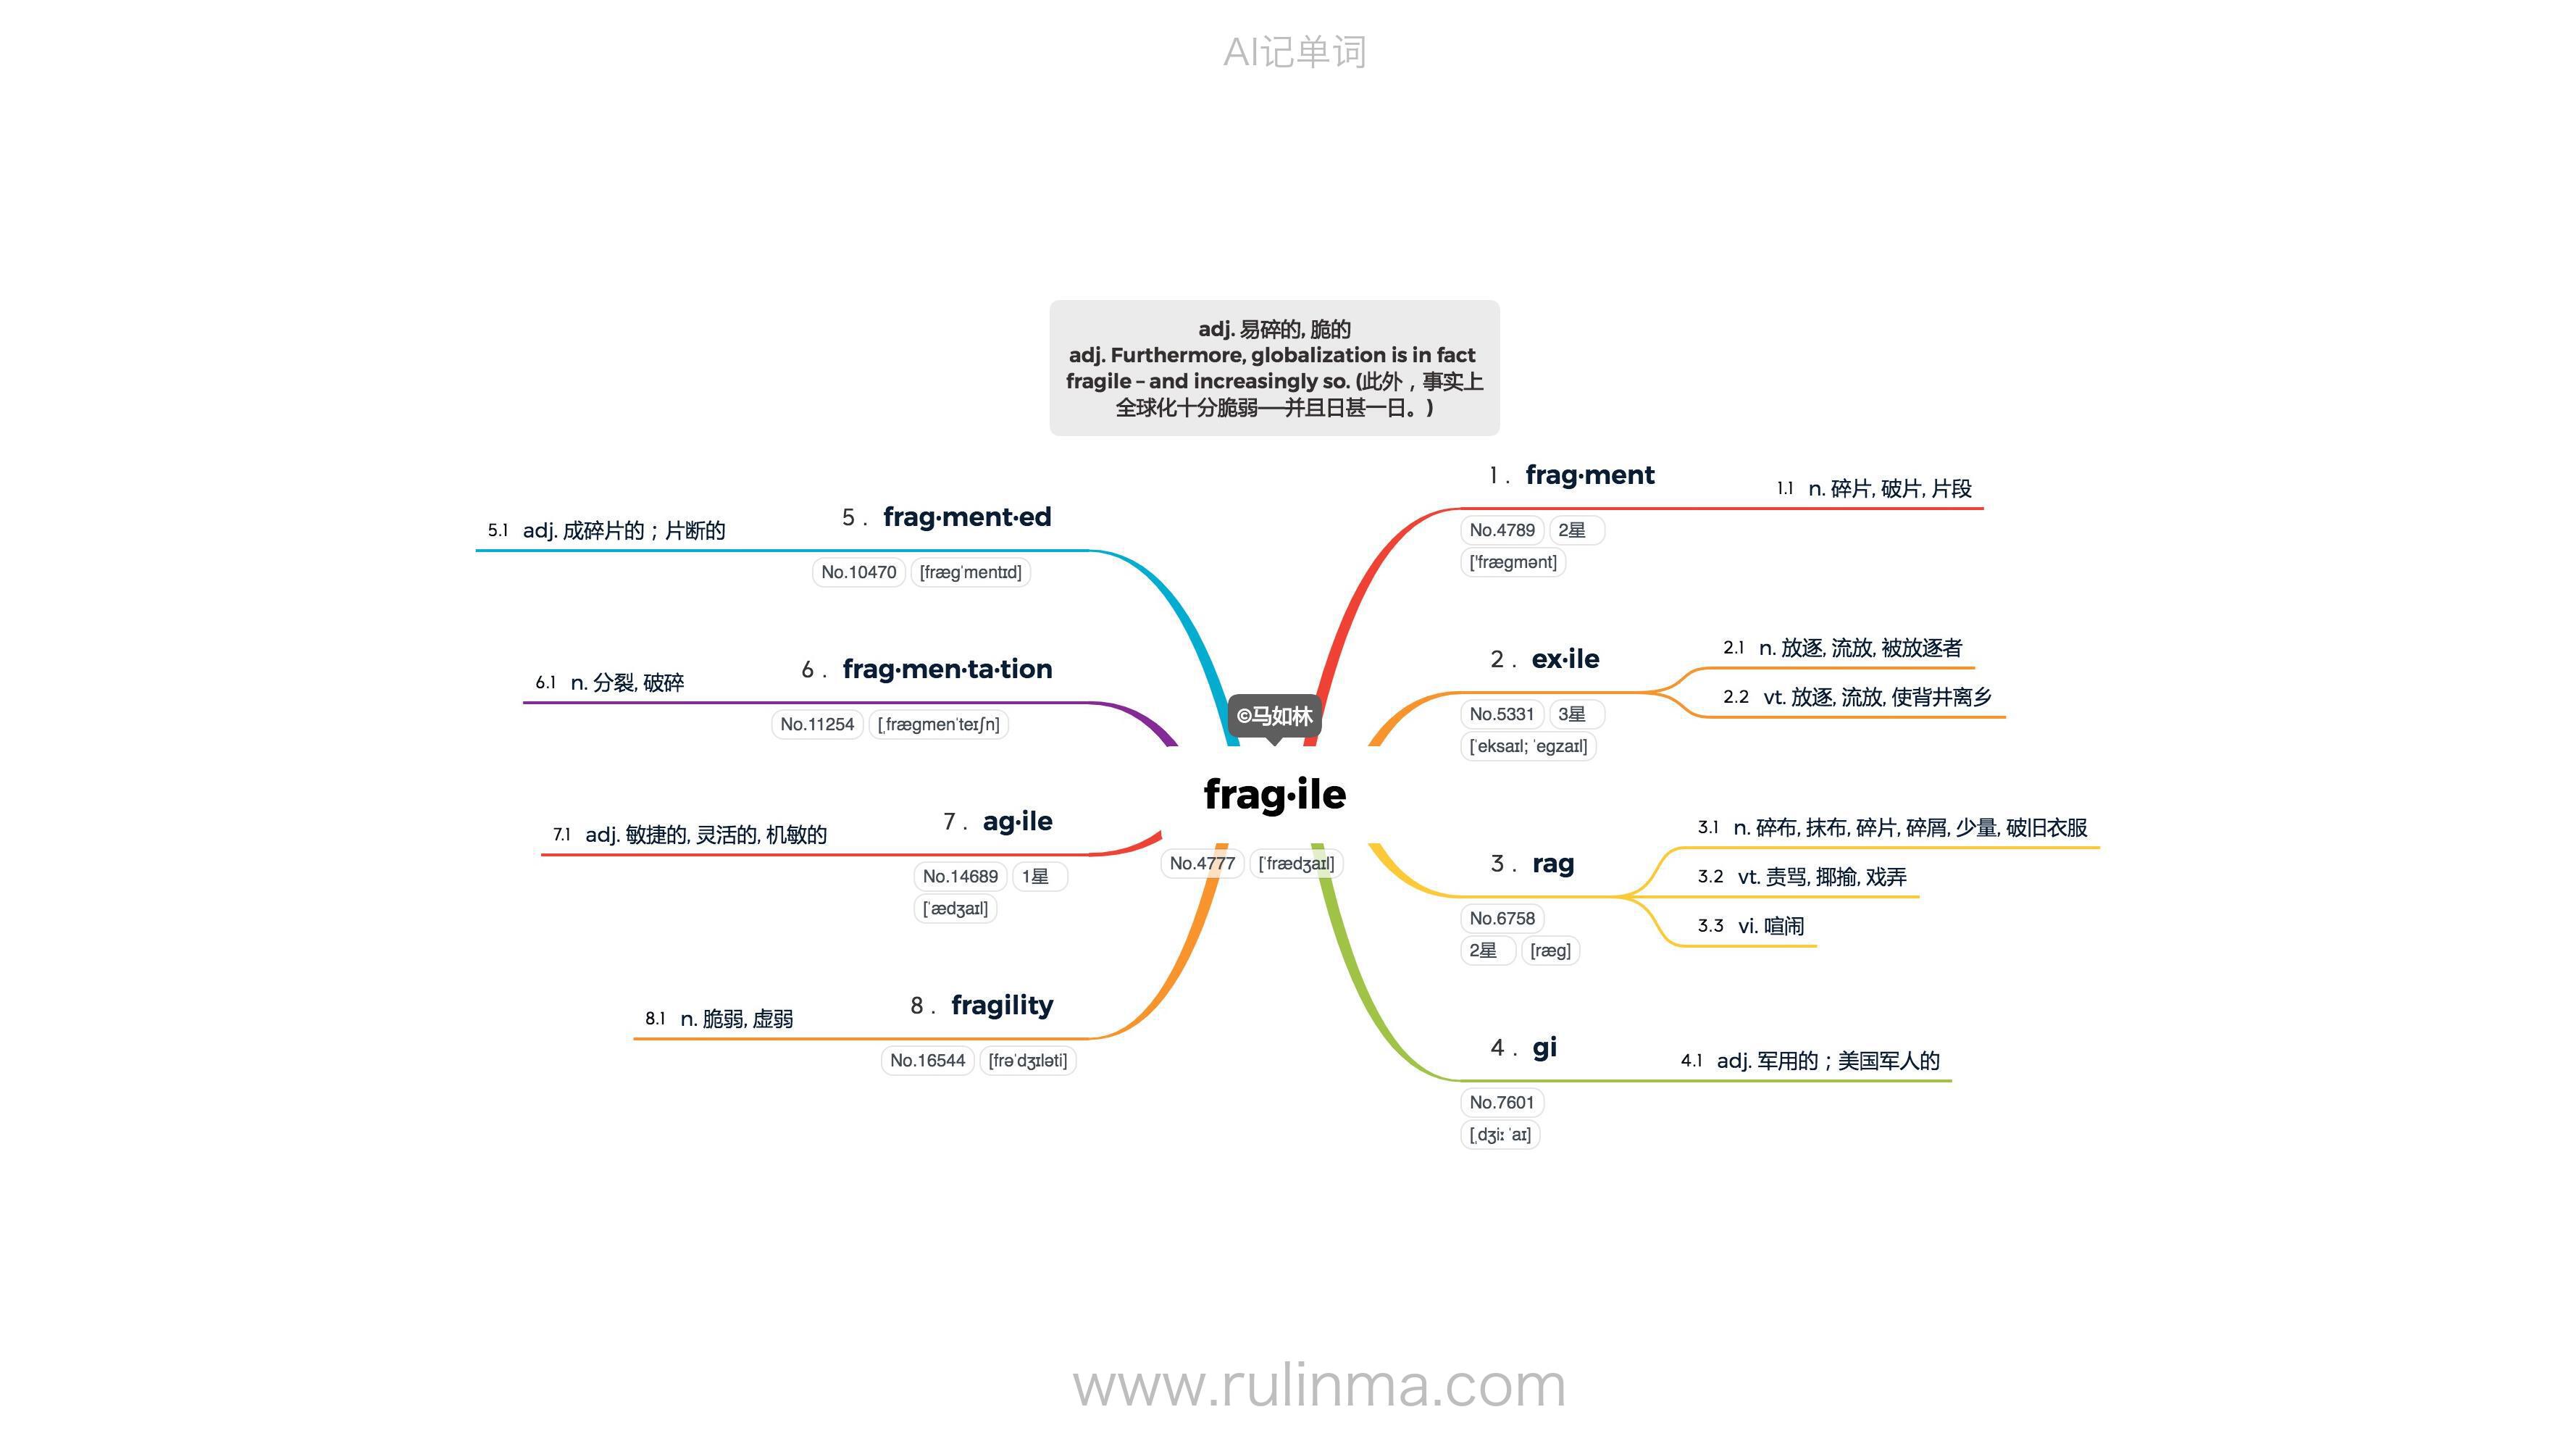 AI记单词
adj. 易碎的, 脆的
adj. Furthermore, globalization is in fact
fragile – and increasingly so. (此外，事实上
全球化十分脆弱——并且日甚一日。)
©马如林
frag·ile
No.4777 [ˈfrædʒaɪl]
1 . frag·ment
No.4789 2星
['frægmənt]
1.1 n. 碎片, 破片, 片段
2 . ex·ile
No.5331 3星
[ˈeksaɪl; ˈegzaɪl]
2.1 n. 放逐, 流放, 被放逐者
2.2 vt. 放逐, 流放, 使背井离乡
3 . rag
No.6758
2星 [ræg]
3.1 n. 碎布, 抹布, 碎片, 碎屑, 少量, 破旧衣服
3.2 vt. 责骂, 揶揄, 戏弄
3.3 vi. 喧闹
4 . gi
No.7601
[ˌdʒiː ˈaɪ]
4.1 adj. 军用的；美国军人的
5 . frag·ment·ed
No.10470 [frægˈmentɪd]
5.1 adj. 成碎片的；片断的
6 . frag·men·ta·tion
No.11254 [ˌfrægmenˈteɪʃn]
6.1 n. 分裂, 破碎
7 . ag·ile
No.14689 1星
[ˈædʒaɪl]
7.1 adj. 敏捷的, 灵活的, 机敏的
8 . fragility
No.16544 [frəˈdʒɪləti]
8.1 n. 脆弱, 虚弱
www.rulinma.com